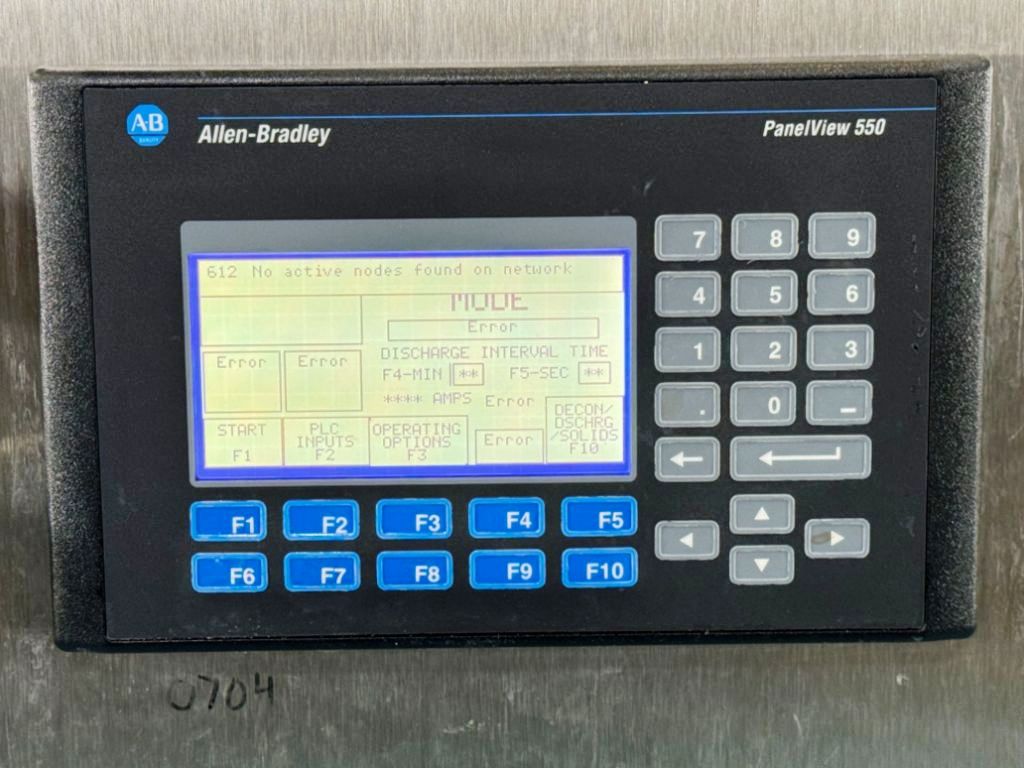 A·B
QUALITY
Allen-Bradley
PanelView 550
612 No active nodes found on network
MODE
Error
Error Error
DISCHARGE INTERVAL TIME
F4-MIN ** F5-SEC **
**** AMPS Error
START
F1
PLC
INPUTS
F2
OPERATING
OPTIONS
F3
Error
DECON/
DSCHRG
/SOLIDS
F10
7 8 9
4 5 6
1 2 3
. 0 –
F1 F2 F3 F4 F5
F6 F7 F8 F9 F10
0704